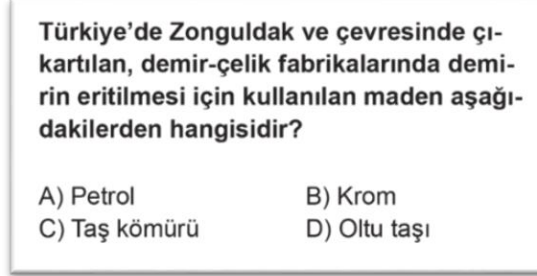 Türkiye’de Zonguldak ve çevresinde çı-
kartılan, demir-çelik fabrikalarında demi-
rin eritilmesi için kullanılan maden aşağı-
dakilerden hangisidir?
A) Petrol B) Krom
C) Taş kömürü D) Oltu taşı